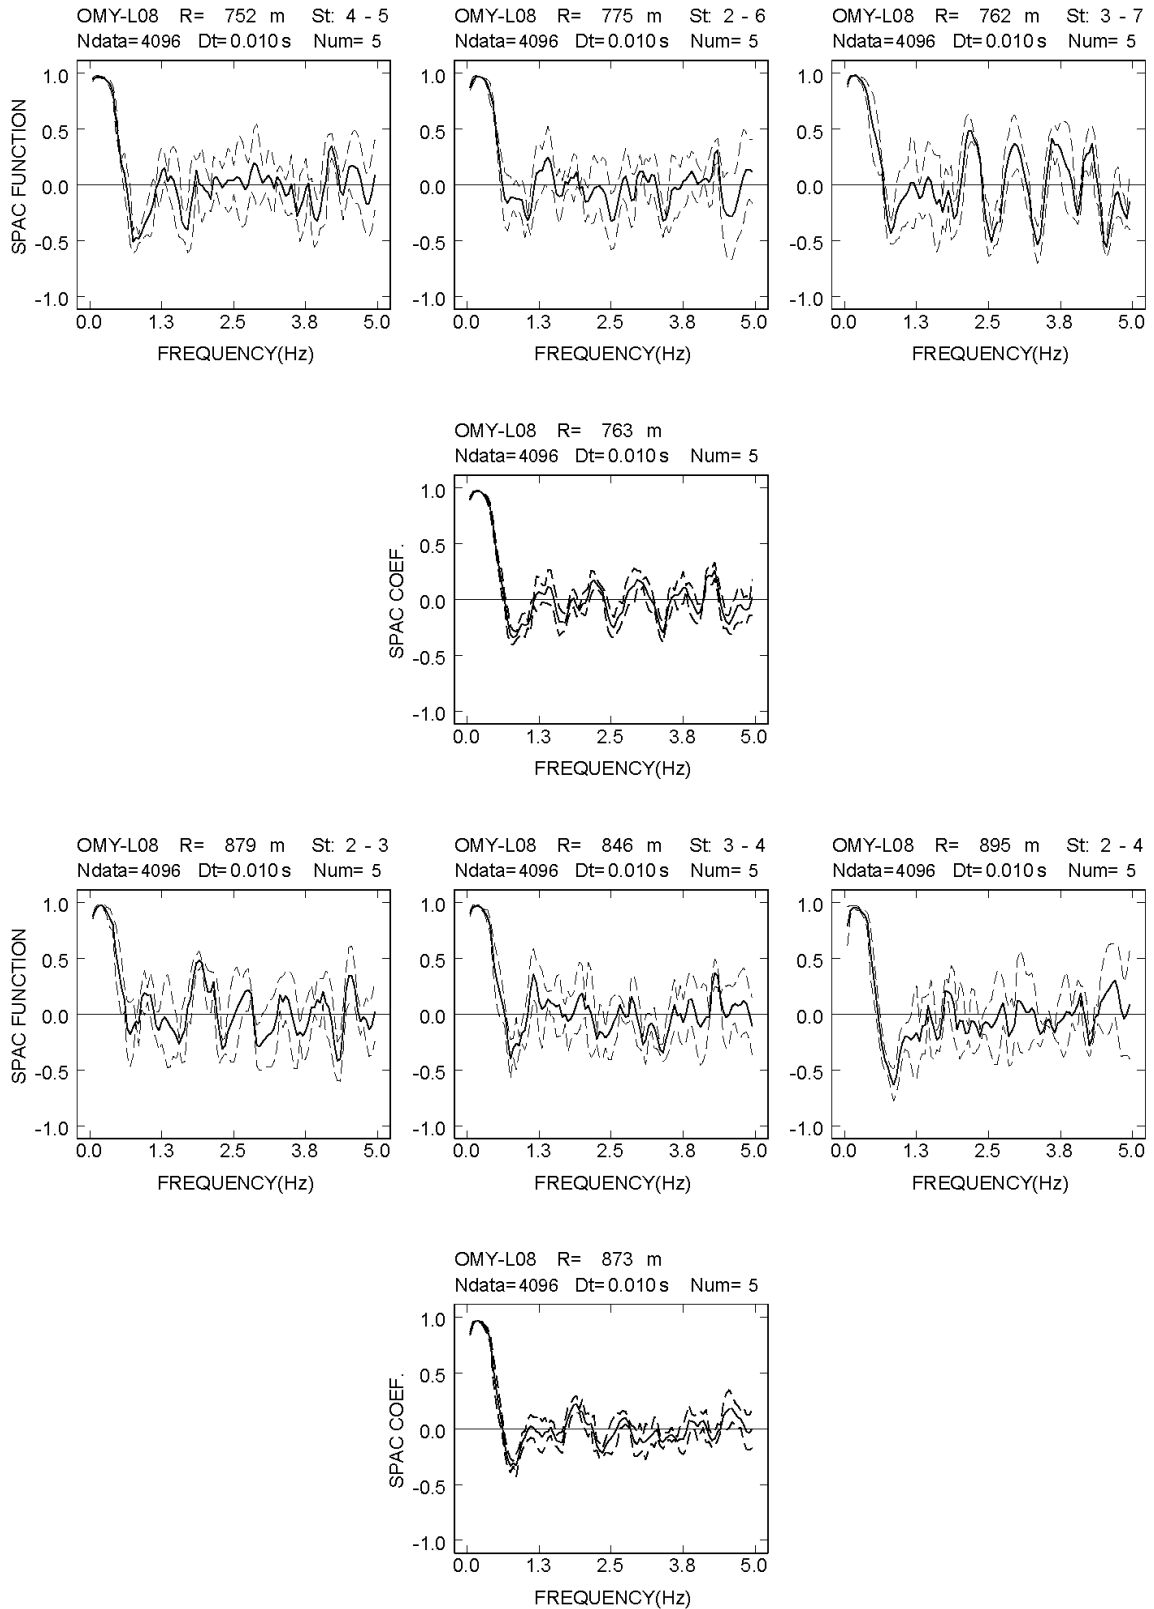 OMY-L08 R= 752 m St: 4 - 5
Ndata=4096 Dt=0.010 s Num= 5
1.0
0.5
0.0
-0.5
-1.0
SPAC FUNCTION
0.0 1.3 2.5 3.8 5.0
FREQUENCY(Hz)
OMY-L08 R= 775 m St: 2 - 6
Ndata=4096 Dt=0.010 s Num= 5
1.0
0.5
0.0
-0.5
-1.0
0.0 1.3 2.5 3.8 5.0
FREQUENCY(Hz)
OMY-L08 R= 762 m St: 3 - 7
Ndata=4096 Dt=0.010 s Num= 5
1.0
0.5
0.0
-0.5
-1.0
0.0 1.3 2.5 3.8 5.0
FREQUENCY(Hz)
OMY-L08 R= 763 m
Ndata=4096 Dt=0.010 s Num= 5
1.0
0.5
0.0
-0.5
-1.0
SPAC COEF.
0.0 1.3 2.5 3.8 5.0
FREQUENCY(Hz)
OMY-L08 R= 879 m St: 2 - 3
Ndata=4096 Dt=0.010 s Num= 5
1.0
0.5
0.0
-0.5
-1.0
SPAC FUNCTION
0.0 1.3 2.5 3.8 5.0
FREQUENCY(Hz)
OMY-L08 R= 846 m St: 3 - 4
Ndata=4096 Dt=0.010 s Num= 5
1.0
0.5
0.0
-0.5
-1.0
0.0 1.3 2.5 3.8 5.0
FREQUENCY(Hz)
OMY-L08 R= 895 m St: 2 - 4
Ndata=4096 Dt=0.010 s Num= 5
1.0
0.5
0.0
-0.5
-1.0
0.0 1.3 2.5 3.8 5.0
FREQUENCY(Hz)
OMY-L08 R= 873 m
Ndata=4096 Dt=0.010 s Num= 5
1.0
0.5
0.0
-0.5
-1.0
SPAC COEF.
0.0 1.3 2.5 3.8 5.0
FREQUENCY(Hz)